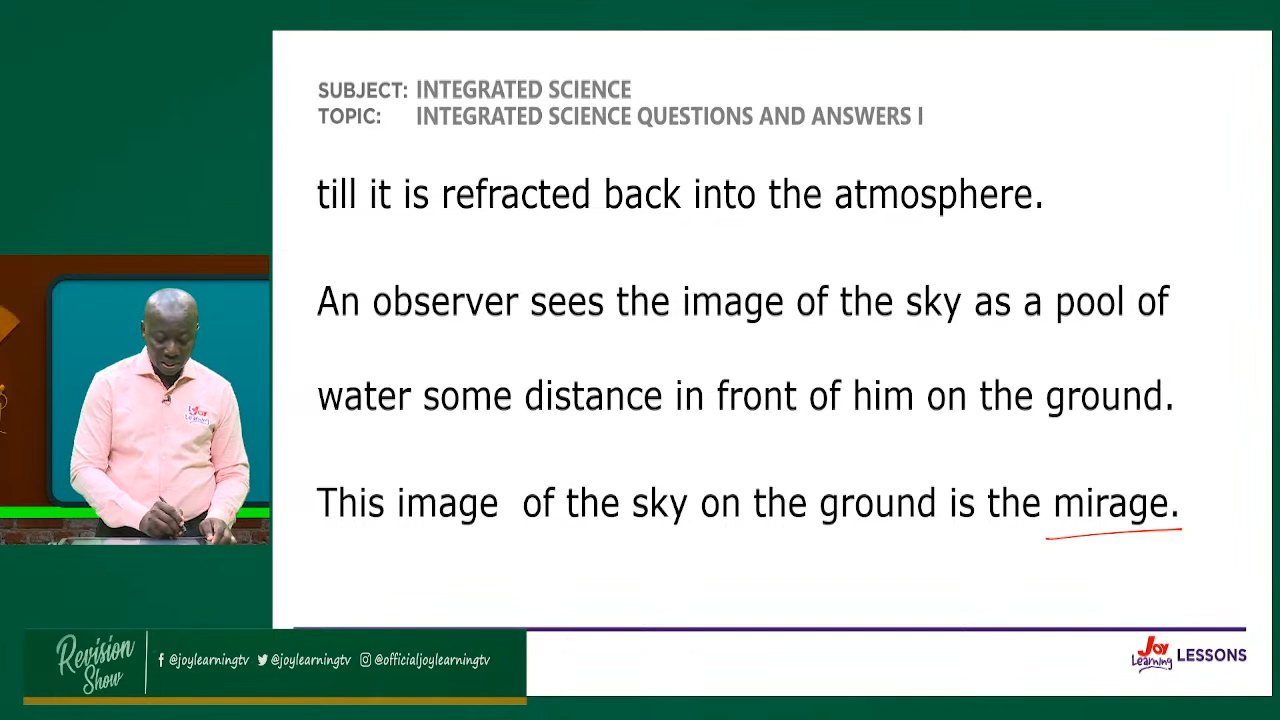 SUBJECT: INTEGRATED SCIENCE
TOPIC: INTEGRATED SCIENCE QUESTIONS AND ANSWERS I
till it is refracted back into the atmosphere.
An observer sees the image of the sky as a pool of
water some distance in front of him on the ground.
This image of the sky on the ground is the mirage.
Joy
Learning
Revision
Show
@joylearningtv @joylearningtv @officialjoylearningtv
Joy
Learning LESSONS